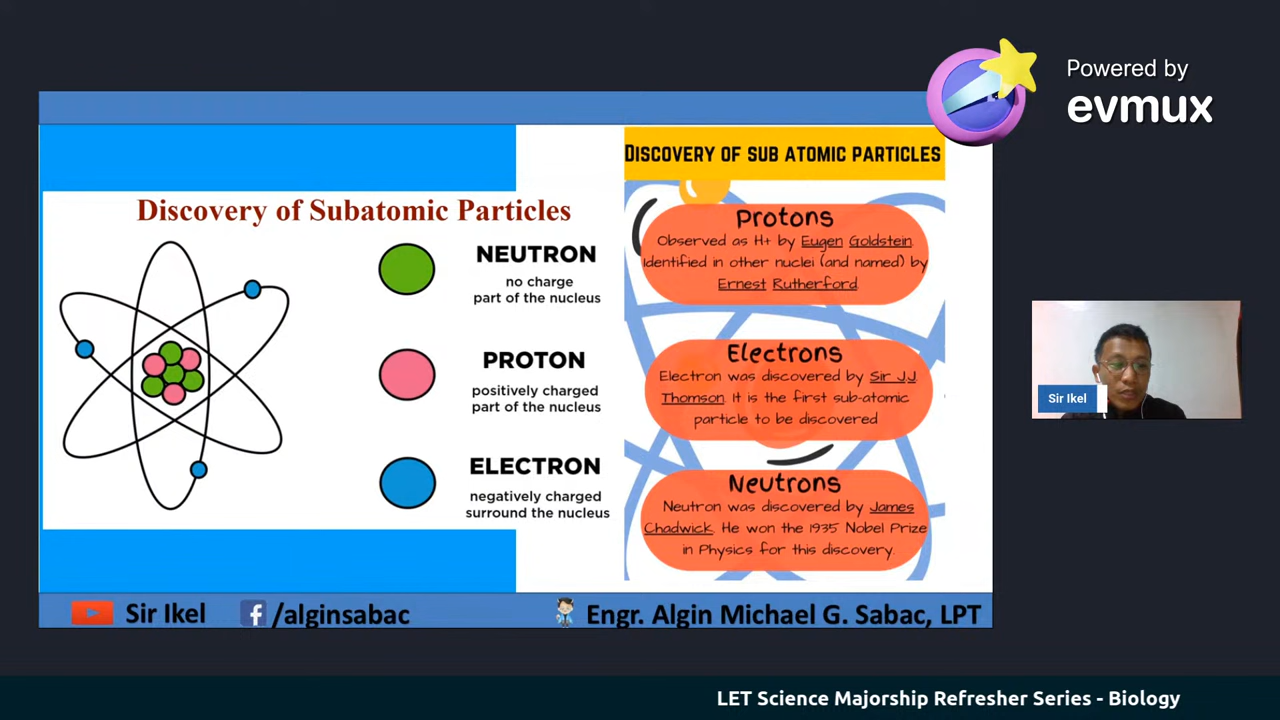 Powered by
evmux
Discovery of Subatomic Particles
NEUTRON
no charge
part of the nucleus
PROTON
positively charged
part of the nucleus
ELECTRON
negatively charged
surround the nucleus
DISCOVERY OF SUB ATOMIC PARTICLES
Protons
Observed as H+ by Eugen Goldstein.
Identified in other nuclei (and named) by
Ernest Rutherford.
Electrons
Electron was discovered by Sir J.J.
Thomson. It is the first sub-atomic
particle to be discovered
Neutrons
Neutron was discovered by James
Chadwick. He won the 1935 Nobel Prize
in Physics for this discovery.
Sir Ikel
Sir Ikel
/alginsabac
Engr. Algin Michael G. Sabac, LPT
LET Science Majorship Refresher Series - Biology